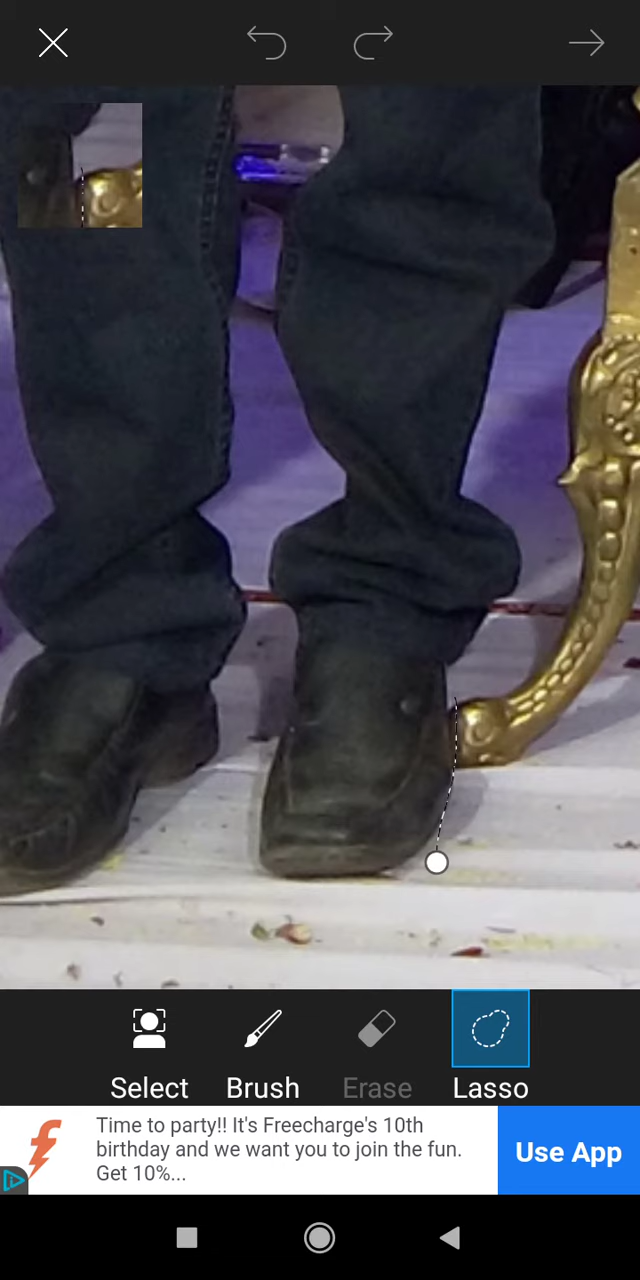 Select Brush Erase Lasso
Time to party!! It's Freecharge's 10th
birthday and we want you to join the fun.
Get 10%...
Use App